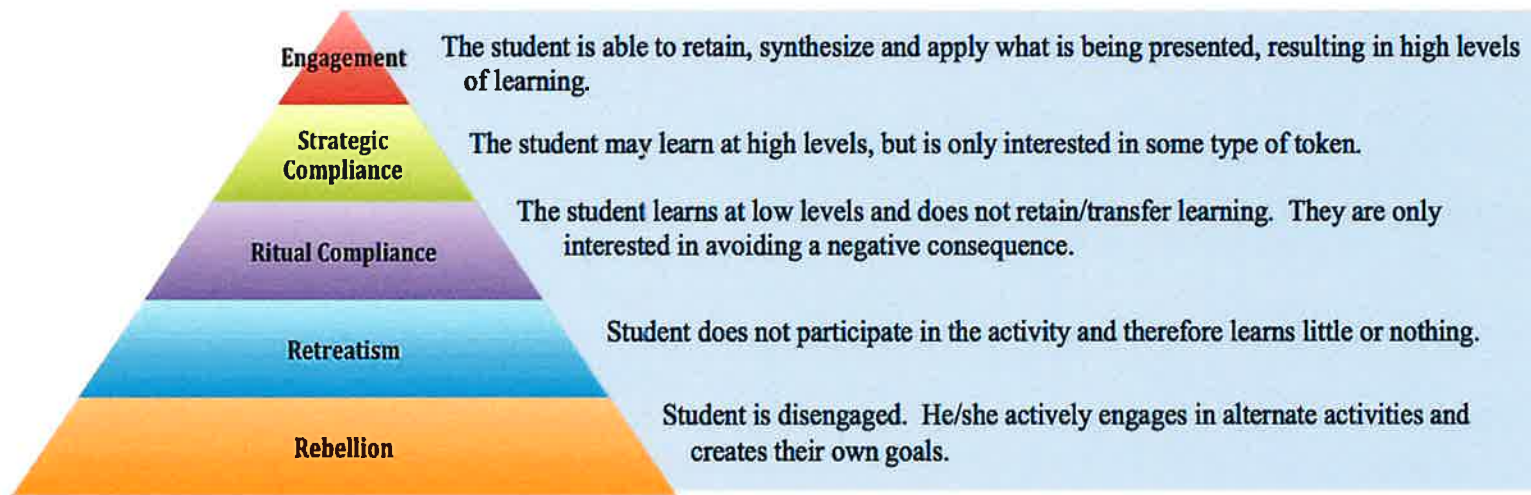 Engagement
The student is able to retain, synthesize and apply what is being presented, resulting in high levels
of learning.
Strategic
Compliance
The student may learn at high levels, but is only interested in some type of token.
Ritual Compliance
The student learns at low levels and does not retain/transfer learning.  They are only
interested in avoiding a negative consequence.
Retreatism
Student does not participate in the activity and therefore learns little or nothing.
Rebellion
Student is disengaged.  He/she actively engages in alternate activities and
creates their own goals.